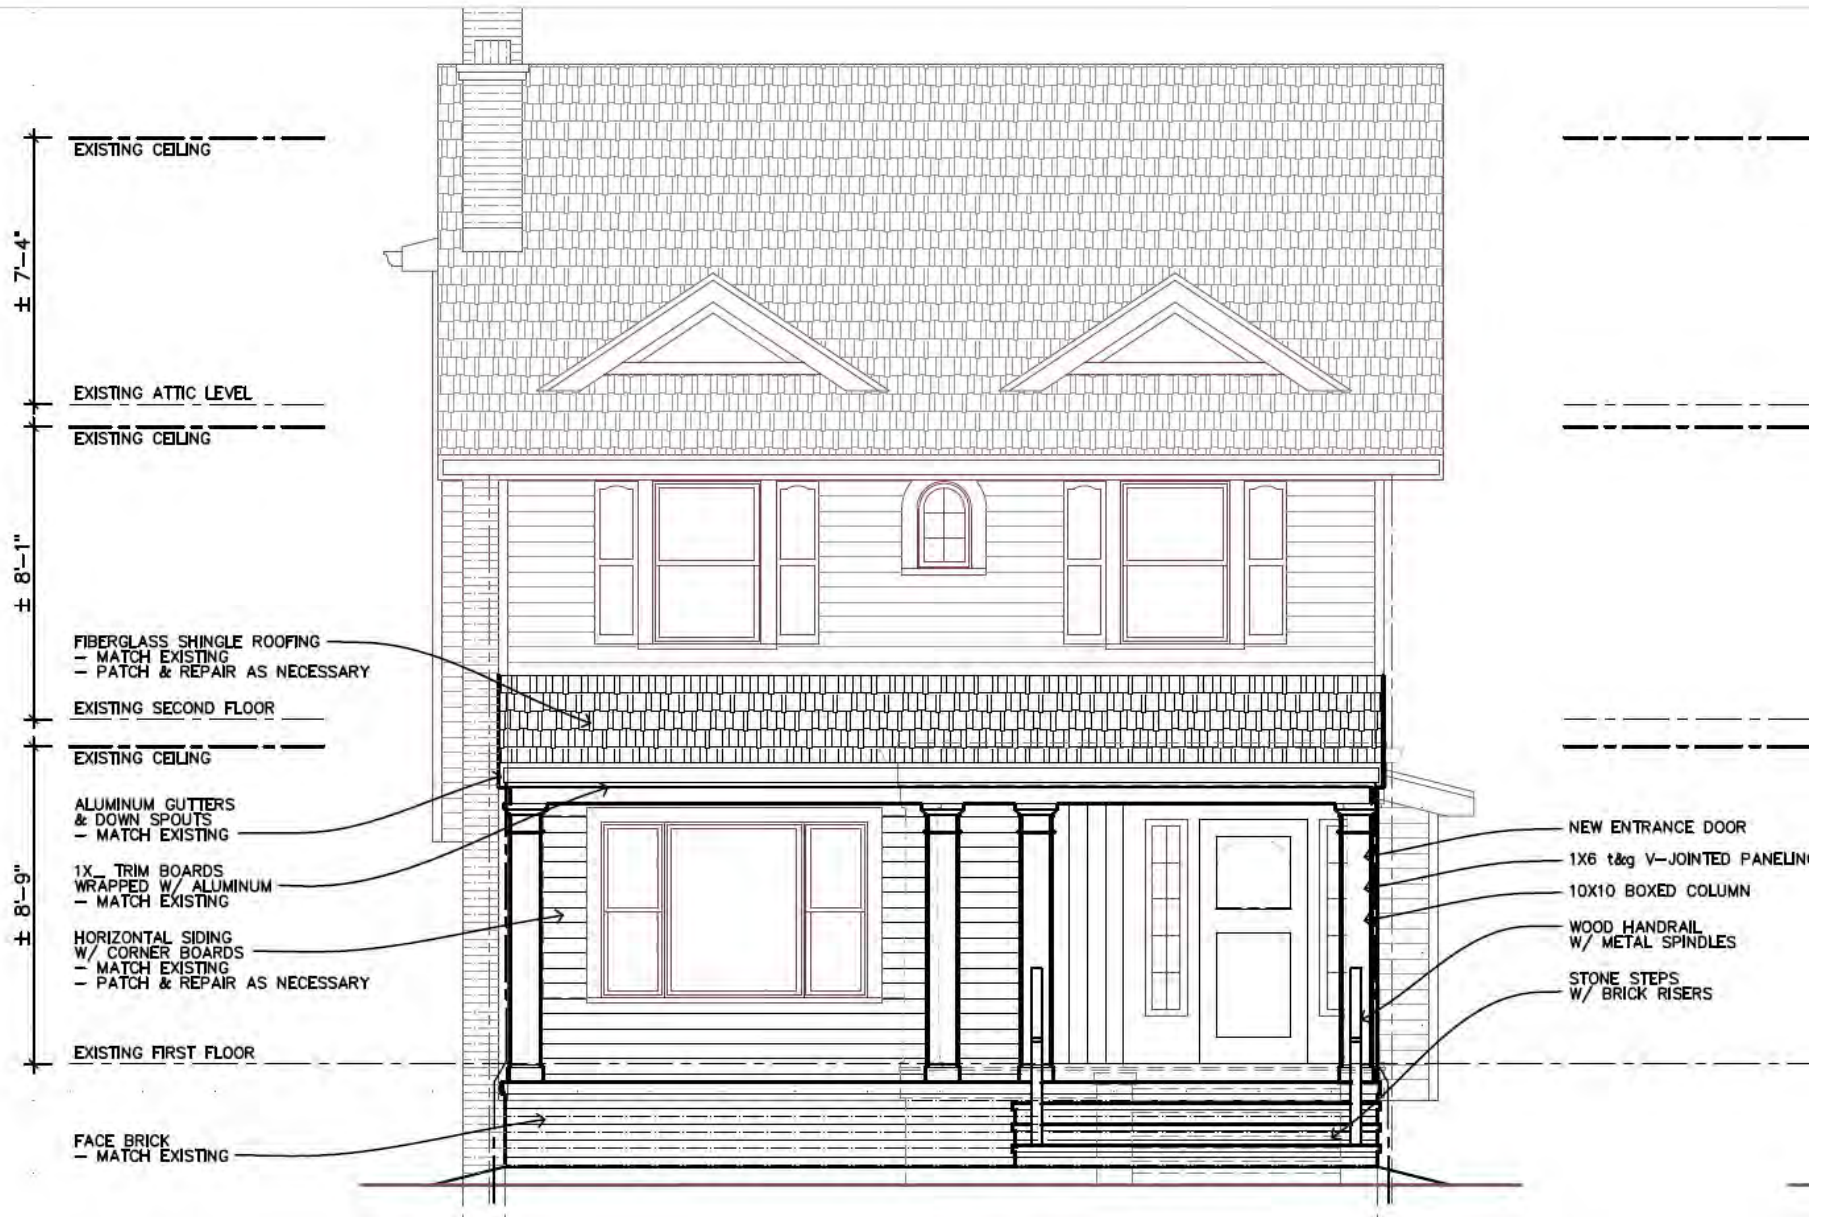 EXISTING CEILING
± 7'-4"
EXISTING ATTIC LEVEL
EXISTING CEILING
± 8'-1"
FIBERGLASS SHINGLE ROOFING
- MATCH EXISTING
- PATCH & REPAIR AS NECESSARY
EXISTING SECOND FLOOR
EXISTING CEILING
ALUMINUM GUTTERS
& DOWN SPOUTS
- MATCH EXISTING
± 8'-9"
1X_ TRIM BOARDS
WRAPPED W/ ALUMINUM
- MATCH EXISTING
HORIZONTAL SIDING
W/ CORNER BOARDS
- MATCH EXISTING
- PATCH & REPAIR AS NECESSARY
EXISTING FIRST FLOOR
FACE BRICK
- MATCH EXISTING
NEW ENTRANCE DOOR
1X6 t&g V-JOINTED PANELING
10X10 BOXED COLUMN
WOOD HANDRAIL
W/ METAL SPINDLES
STONE STEPS
W/ BRICK RISERS